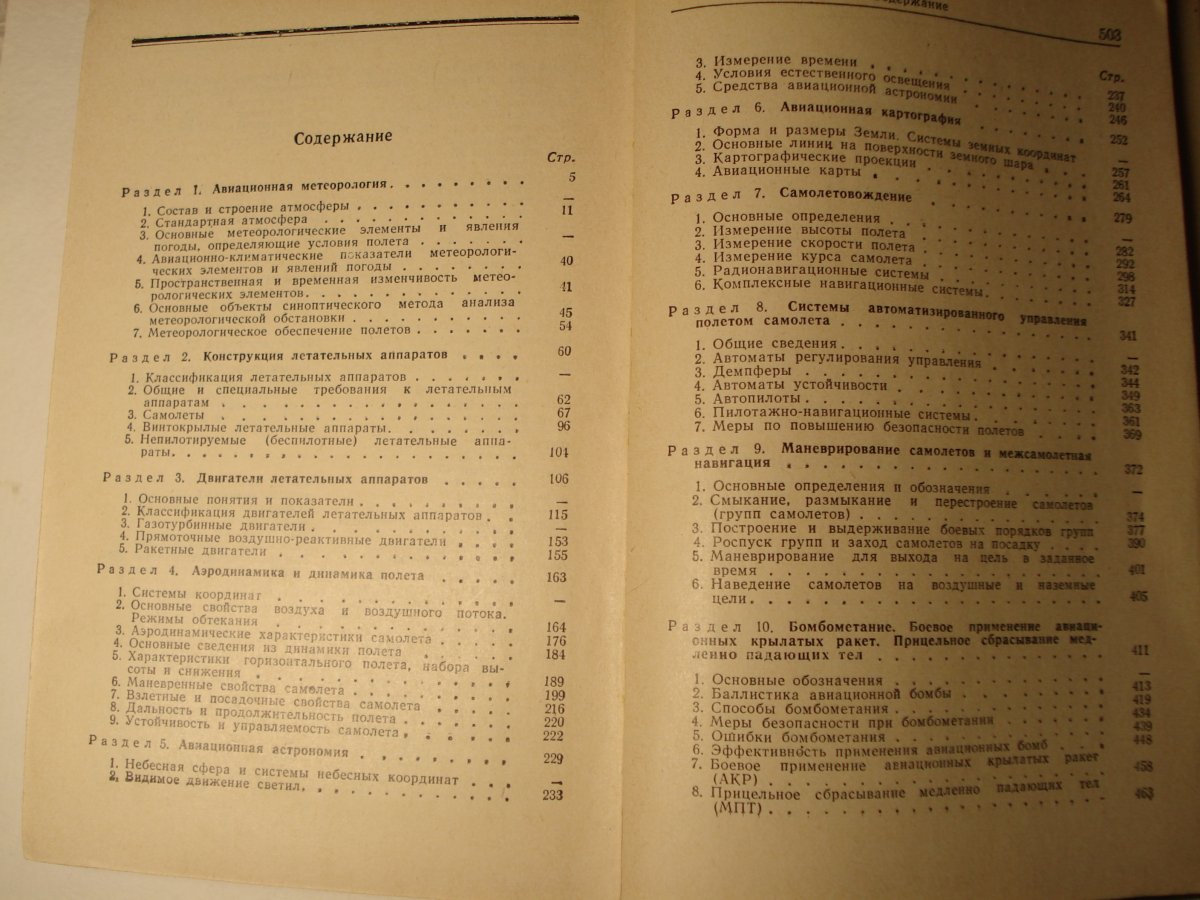 Содержание
Стр.
Раздел 1. Авиационная метеорология . . . . . . . . 5
1. Состав и строение атмосферы . . . . . . . . . . —
2. Стандартная атмосфера . . . . . . . . . . . . 11
3. Основные метеорологические элементы и явления
погоды, определяющие условия полета . . . . . . . —
4. Авиационно-климатические показатели метеорологи-
ческих элементов и явлений погоды . . . . . . . . 40
5. Пространственная и временная изменчивость метео-
рологических элементов . . . . . . . . . . . . 41
6. Основные объекты синоптического метода анализа
метеорологической обстановки . . . . . . . . . . 45
7. Метеорологическое обеспечение полетов . . . . . . . 54
Раздел 2. Конструкция летательных аппаратов . . . . 60
1. Классификация летательных аппаратов . . . . . . . —
2. Общие и специальные требования к летательным
аппаратам . . . . . . . . . . . . . . . . 62
3. Самолеты . . . . . . . . . . . . . . . . 67
4. Винтокрылые летательные аппараты . . . . . . . . 96
5. Непилотируемые (беспилотные) летательные аппа-
раты . . . . . . . . . . . . . . . . . . 104
Раздел 3. Двигатели летательных аппаратов . . . . . 106
1. Основные понятия и показатели . . . . . . . . . —
2. Классификация двигателей летательных аппаратов . . 115
3. Газотурбинные двигатели . . . . . . . . . . . . —
4. Прямоточные воздушно-реактивные двигатели . . . . 153
5. Ракетные двигатели . . . . . . . . . . . . . 155
Раздел 4. Аэродинамика и динамика полета . . . . . 163
1. Системы координат . . . . . . . . . . . . . —
2. Основные свойства воздуха и воздушного потока.
Режимы обтекания . . . . . . . . . . . . . 164
3. Аэродинамические характеристики самолета . . . . . 176
4. Основные сведения из динамики полета . . . . . . 184
5. Характеристики горизонтального полета, набора вы-
соты и снижения . . . . . . . . . . . . . . 189
6. Маневренные свойства самолета . . . . . . . . . 199
7. Взлетные и посадочные свойства самолета . . . . . 216
8. Дальность и продолжительность полета . . . . . . 220
9. Устойчивость и управляемость самолета . . . . . . 222
Раздел 5. Авиационная астрономия . . . . . . . . 229
1. Небесная сфера и системы небесных координат . . . —
2. Видимое движение светил . . . . . . . . . . . 233
Содержание 503
Стр.
3. Измерение времени . . . . . . . . . . . . . 237
4. Условия естественного освещения . . . . . . . . 240
5. Средства авиационной астрономии . . . . . . . . 246
Раздел 6. Авиационная картография . . . . . . . 252
1. Форма и размеры Земли. Системы земных координат —
2. Основные линии на поверхности земного шара . . . 257
3. Картографические проекции . . . . . . . . . . 261
4. Авиационные карты . . . . . . . . . . . . . 264
Раздел 7. Самолетовождение . . . . . . . . . . 279
1. Основные определения . . . . . . . . . . . . —
2. Измерение высоты полета . . . . . . . . . . . 282
3. Измерение скорости полета . . . . . . . . . . 292
4. Измерение курса самолета . . . . . . . . . . . 298
5. Радионавигационные системы . . . . . . . . . . 314
6. Комплексные навигационные системы . . . . . . . 327
Раздел 8. Системы автоматизированного управления
полетом самолета . . . . . . . . . . . . . . 341
1. Общие сведения . . . . . . . . . . . . . . —
2. Автоматы регулирования управления . . . . . . . 342
3. Демпферы . . . . . . . . . . . . . . . . 344
4. Автоматы устойчивости . . . . . . . . . . . . 349
5. Автопилоты . . . . . . . . . . . . . . . . 363
6. Пилотажно-навигационные системы . . . . . . . . 361
7. Меры по повышению безопасности полетов . . . . 369
Раздел 9. Маневрирование самолетов и межсамолетная
навигация . . . . . . . . . . . . . . . . . 372
1. Основные определения и обозначения . . . . . . —
2. Смыкание, размыкание и перестроение самолетов
(групп самолетов) . . . . . . . . . . . . . 374
3. Построение и выдерживание боевых порядков групп 377
4. Роспуск групп и заход самолетов на посадку . . . . 390
5. Маневрирование для выхода на цель в заданное
время . . . . . . . . . . . . . . . . . . 401
6. Наведение самолетов на воздушные и наземные
цели . . . . . . . . . . . . . . . . . . . 405
Раздел 10. Бомбометание. Боевое применение авиаци-
онных крылатых ракет. Прицельное сбрасывание мед-
ленно падающих тел . . . . . . . . . . . . . 411
1. Основные обозначения . . . . . . . . . . . . —
2. Баллистика авиационной бомбы . . . . . . . . . 413
3. Способы бомбометания . . . . . . . . . . . . 419
4. Меры безопасности при бомбометании . . . . . . 434
5. Ошибки бомбометания . . . . . . . . . . . . 439
6. Эффективность применения авиационных бомб . . . 448
7. Боевое применение авиационных крылатых ракет
(АКР) . . . . . . . . . . . . . . . . . . 458
8. Прицельное сбрасывание медленно падающих тел
(МПТ) . . . . . . . . . . . . . . . . . . 463